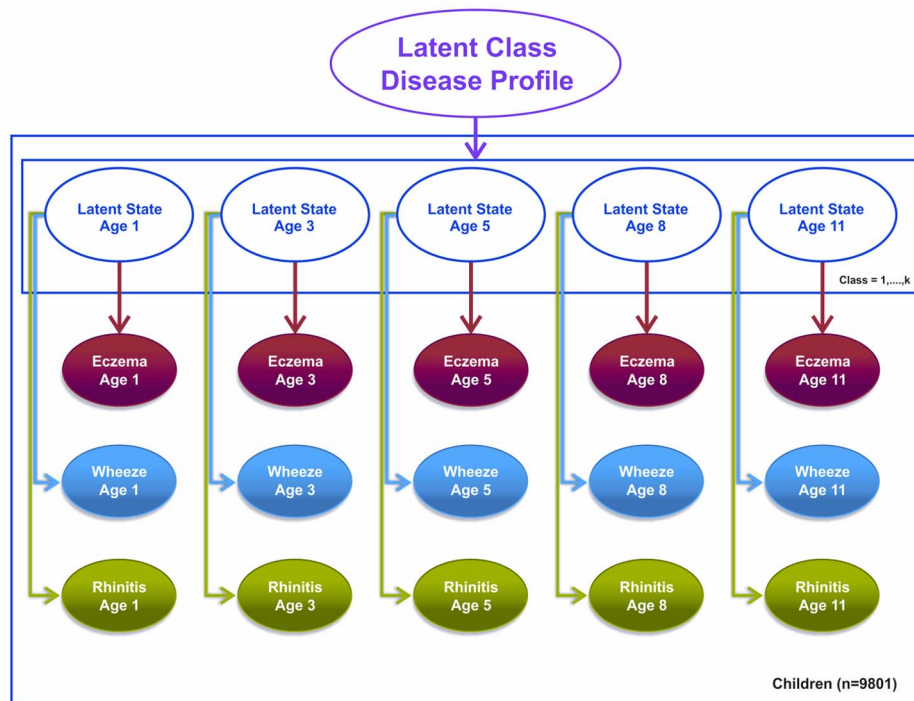 Latent Class
Disease Profile
Latent State
Age 1
Latent State
Age 3
Latent State
Age 5
Latent State
Age 8
Latent State
Age 11
Class = 1,....,k
Eczema
Age 1
Eczema
Age 3
Eczema
Age 5
Eczema
Age 8
Eczema
Age 11
Wheeze
Age 1
Wheeze
Age 3
Wheeze
Age 5
Wheeze
Age 8
Wheeze
Age 11
Rhinitis
Age 1
Rhinitis
Age 3
Rhinitis
Age 5
Rhinitis
Age 8
Rhinitis
Age 11
Children (n=9801)